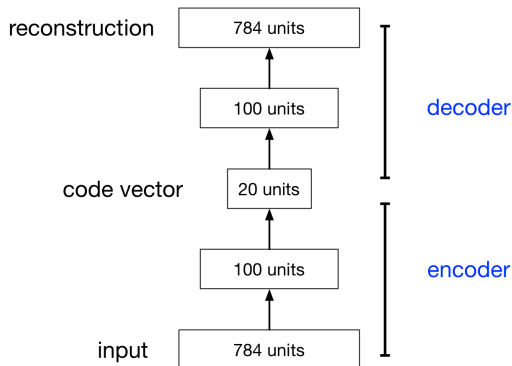 reconstruction
784 units
100 units
decoder
code vector
20 units
100 units
encoder
input
784 units